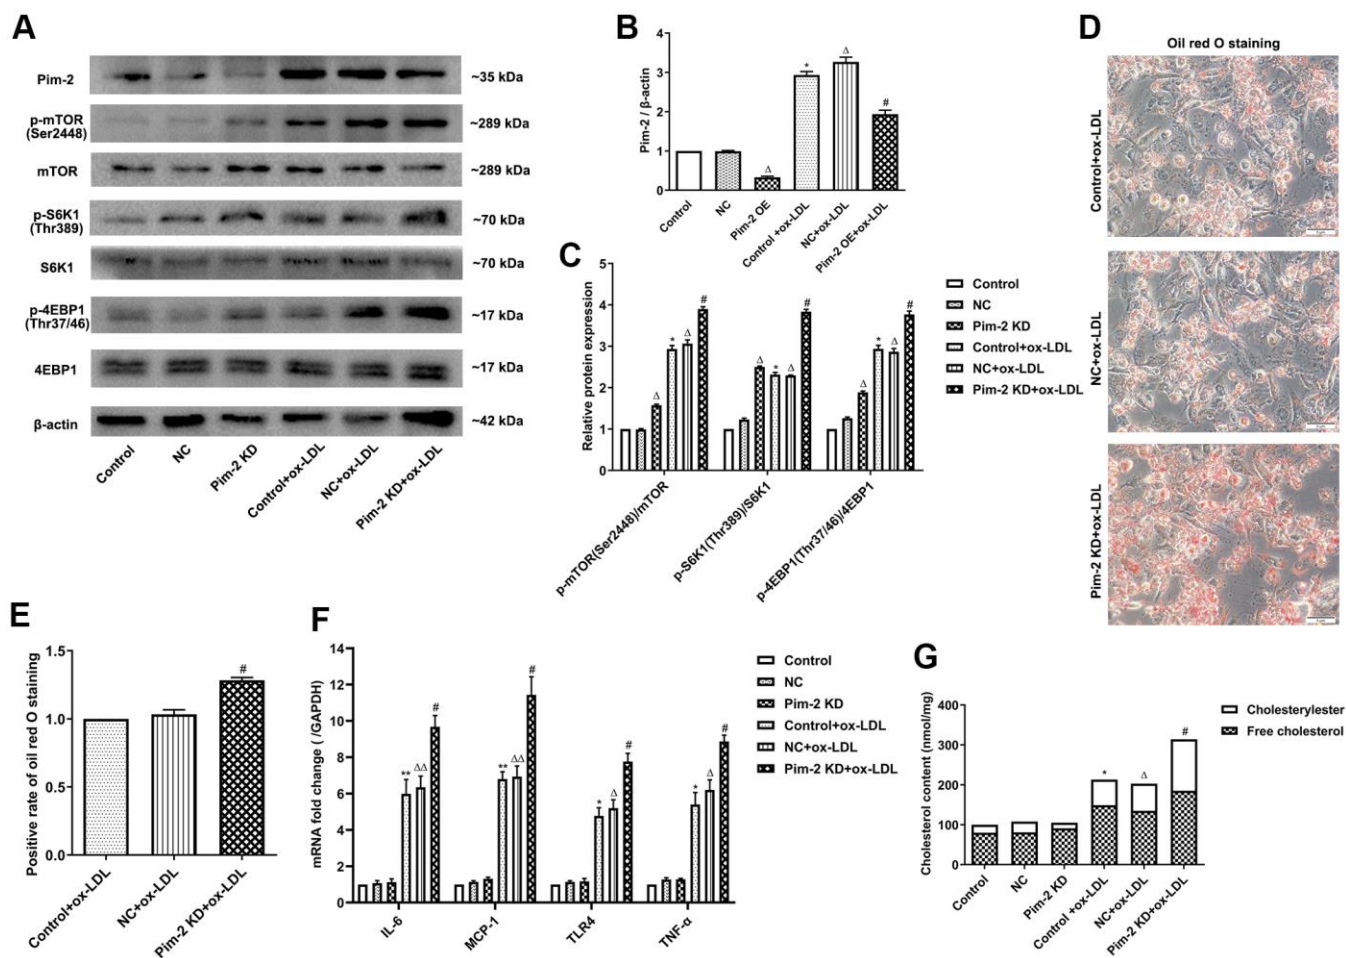 A
Pim-2
~35 kDa
p-mTOR
(Ser2448)
~289 kDa
mTOR
~289 kDa
p-S6K1
(Thr389)
~70 kDa
S6K1
~70 kDa
p-4EBP1
(Thr37/46)
~17 kDa
4EBP1
~17 kDa
β-actin
~42 kDa
Control
NC
Pim-2 KD
Control+ox-LDL
NC+ox-LDL
Pim-2 KD+ox-LDL
B
Pim-2 / β-actin
4
3
2
1
0
Δ
*
Δ
#
Control
NC
Pim-2 OE
Control +ox-LDL
NC+ox-LDL
Pim-2 OE+ox-LDL
C
Relative protein expression
5
4
3
2
1
0
Δ
*
Δ
#
Δ
*
Δ
#
Δ
*
Δ
#
p-mTOR(Ser2448)/mTOR
p-S6K1(Thr389)/S6K1
p-4EBP1(Thr37/46)/4EBP1
Control
NC
Pim-2 KD
Control+ox-LDL
NC+ox-LDL
Pim-2 KD+ox-LDL
D
Oil red O staining
Control+ox-LDL
NC+ox-LDL
Pim-2 KD+ox-LDL
E
Positive rate of oil red O staining
1.5
1.0
0.5
0.0
#
Control+ox-LDL
NC+ox-LDL
Pim-2 KD+ox-LDL
F
mRNA fold change ( /GAPDH)
14
12
10
8
6
4
2
0
**
ΔΔ
#
**
ΔΔ
#
*
Δ
#
*
Δ
#
IL-6
MCP-1
TLR4
TNF-α
Control
NC
Pim-2 KD
Control+ox-LDL
NC+ox-LDL
Pim-2 KD+ox-LDL
G
Cholesterol content (nmol/mg)
400
300
200
100
0
*
Δ
#
Control
NC
Pim-2 KD
Control +ox-LDL
NC+ox-LDL
Pim-2 KD+ox-LDL
Cholesterylester
Free cholesterol